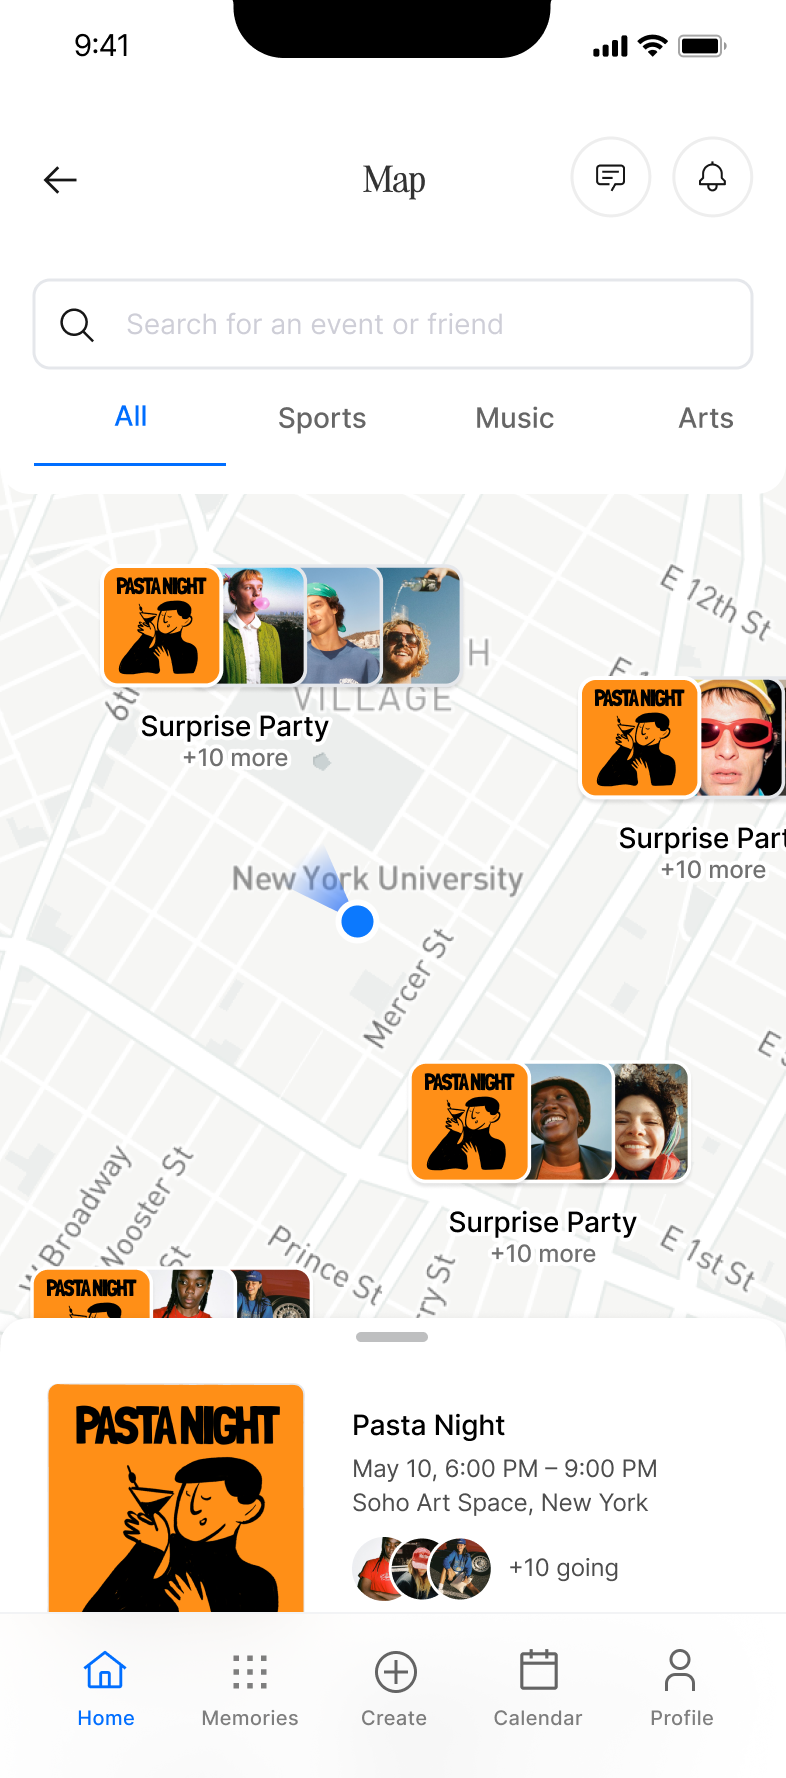 9:41
Map
Search for an event or friend
All
Sports
Music
Arts
E 12th St
PASTA NIGHT
H
VILLAGE
6th
Surprise Party
+10 more
E 1
PASTA NIGHT
Surprise Part
+10 more
New York University
Mercer St
E
PASTA NIGHT
Surprise Party
+10 more
W Broadway
Wooster St
St
Prince St
rry St
E 1st St
PASTA NIGHT
PASTA NIGHT
Pasta Night
May 10, 6:00 PM – 9:00 PM
Soho Art Space, New York
+10 going
Home
Memories
Create
Calendar
Profile